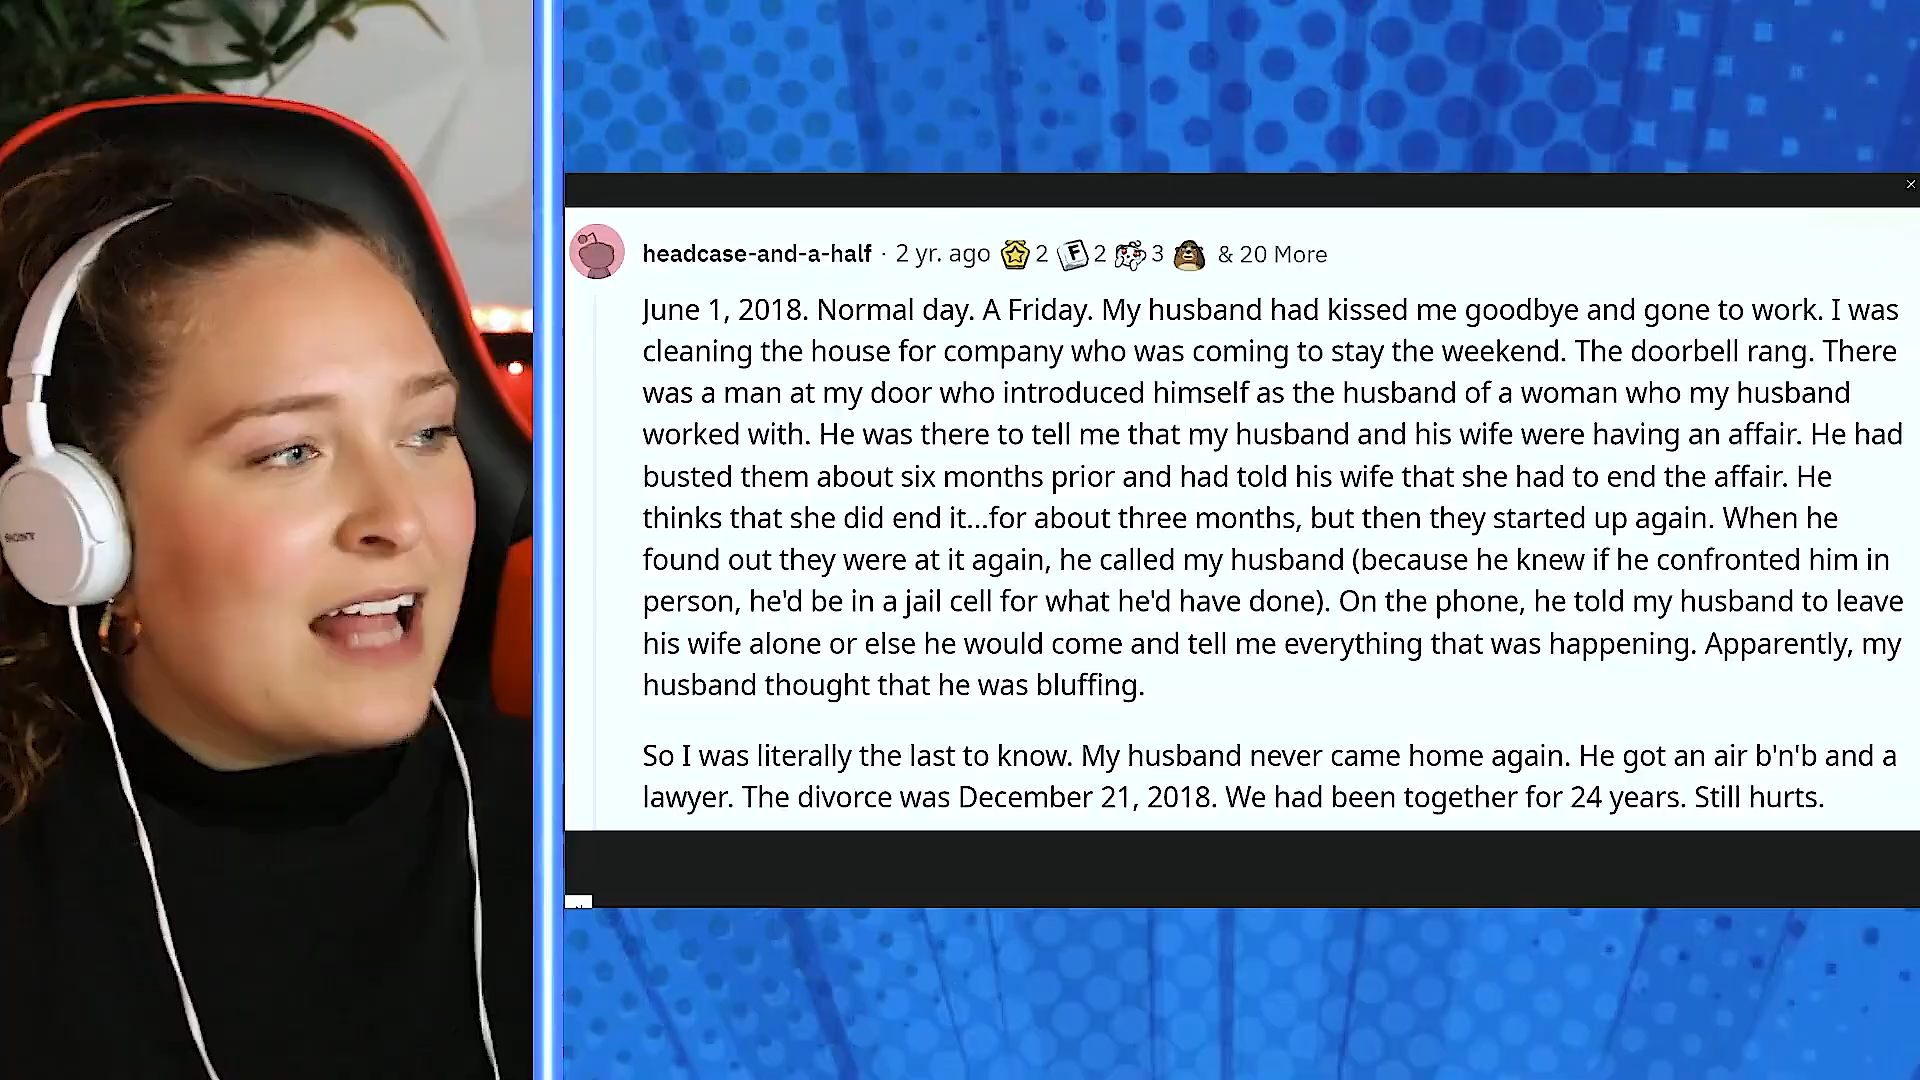 SONY
headcase-and-a-half · 2 yr. ago 2 F 2 3 & 20 More
June 1, 2018. Normal day. A Friday. My husband had kissed me goodbye and gone to work. I was
cleaning the house for company who was coming to stay the weekend. The doorbell rang. There
was a man at my door who introduced himself as the husband of a woman who my husband
worked with. He was there to tell me that my husband and his wife were having an affair. He had
busted them about six months prior and had told his wife that she had to end the affair. He
thinks that she did end it...for about three months, but then they started up again. When he
found out they were at it again, he called my husband (because he knew if he confronted him in
person, he'd be in a jail cell for what he'd have done). On the phone, he told my husband to leave
his wife alone or else he would come and tell me everything that was happening. Apparently, my
husband thought that he was bluffing.
So I was literally the last to know. My husband never came home again. He got an air b'n'b and a
lawyer. The divorce was December 21, 2018. We had been together for 24 years. Still hurts.